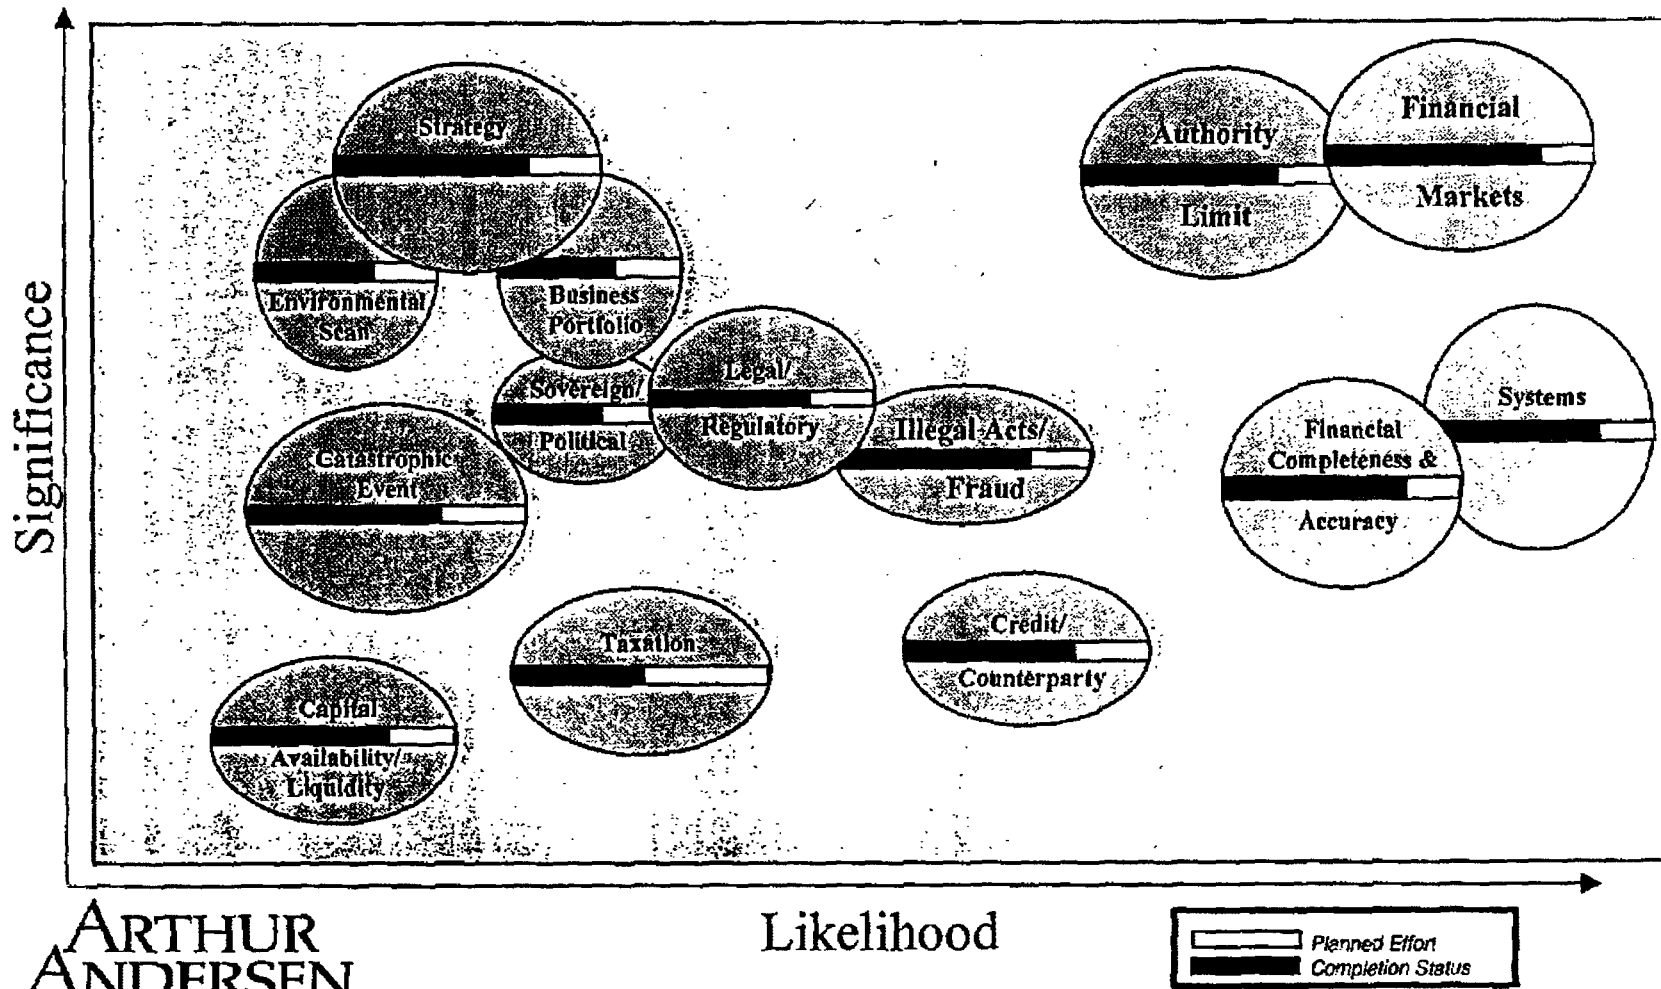 Significance
Strategy
Environmental
Scan
Business
Portfolio
Sovereign/
Political
Legal/
Regulatory
Illegal Acts/
Fraud
Catastrophic
Event
Taxation
Capital
Availability/
Liquidity
Credit/
Counterparty
Authority
Limit
Financial
Markets
Systems
Financial
Completeness &
Accuracy
Likelihood
ARTHUR
ANDERSEN
Planned Effort
Completion Status